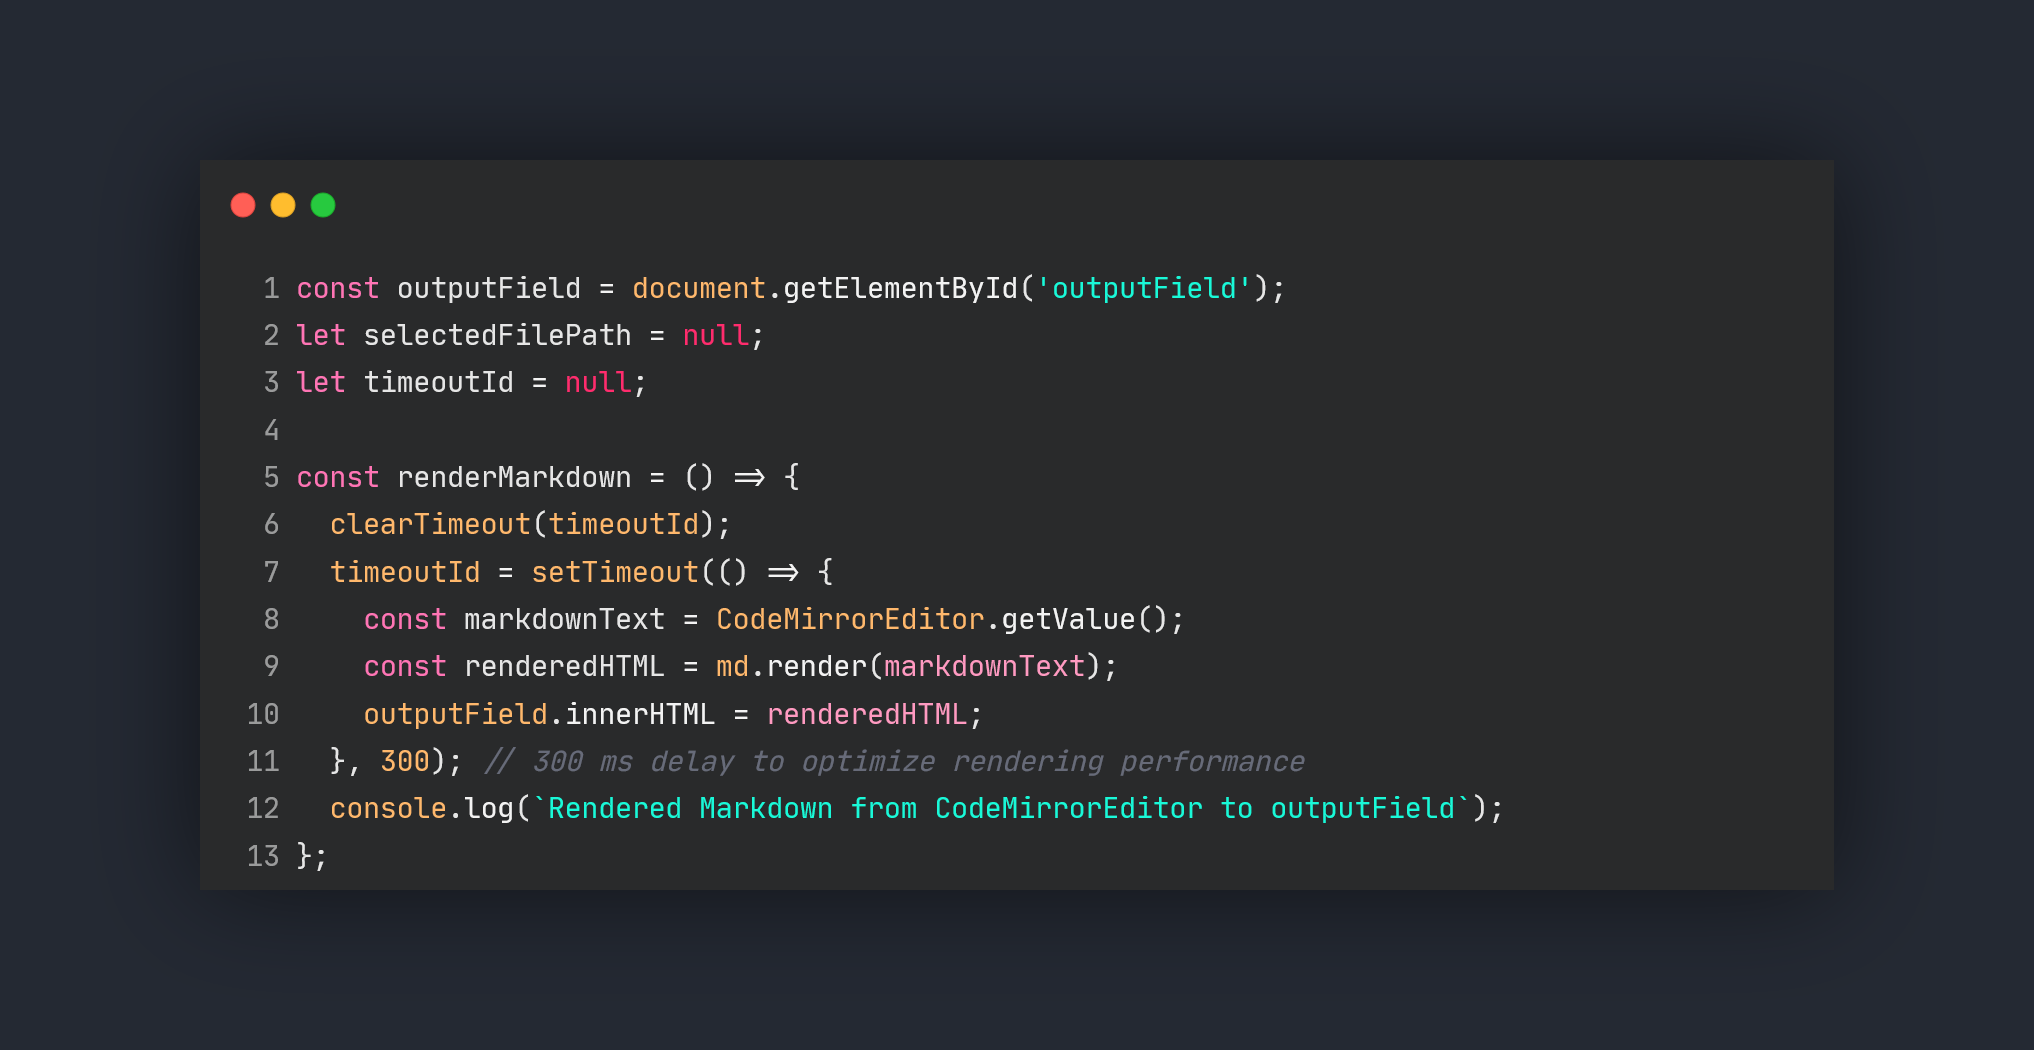 1 const outputField = document.getElementById('outputField');
2 let selectedFilePath = null;
3 let timeoutId = null;
4
5 const renderMarkdown = () => {
6   clearTimeout(timeoutId);
7   timeoutId = setTimeout(() => {
8     const markdownText = CodeMirrorEditor.getValue();
9     const renderedHTML = md.render(markdownText);
10     outputField.innerHTML = renderedHTML;
11   }, 300); // 300 ms delay to optimize rendering performance
12   console.log(`Rendered Markdown from CodeMirrorEditor to outputField`);
13 };